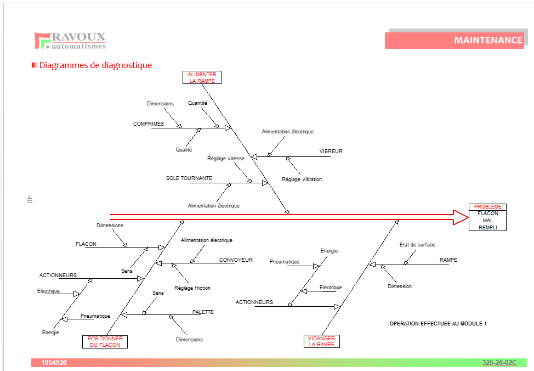 RAVOUX
automatismes
MAINTENANCE
Diagrammes de diagnostique
ALIMENTER
LA RAMPE
Dimensions
Quantité
COMPRIMES
Qualité
Alimentation électrique
VIBREUR
Réglage vitesse
Réglage vibration
SOLE TOURNANTE
Alimentation électrique
40
PROBLEME
FLACON
MAL
REMPLI
Dimensions
FLACON
Sens
Alimentation électrique
CONVOYEUR
Réglage friction
ACTIONNEURS
Electrique
Pneumatique
Energie
Sens
PALETTE
Dimensions
POSITIONNER
DU FLACON
Energie
Pneumatique
Electrique
ACTIONNEURS
Etat de surface
RAMPE
Dimension
VIDANGER
LA RAMPE
OPERATION EFFECTUEE AU MODULE 1
1054920
320-20-02C